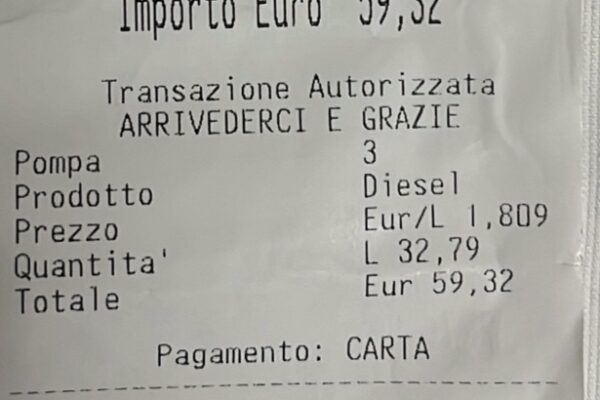 Importo Euro 59,32
Transazione Autorizzata
ARRIVEDERCI E GRAZIE
Pompa 3
Prodotto Diesel
Prezzo Eur/L 1,809
Quantita' L 32,79
Totale Eur 59,32
Pagamento: CARTA